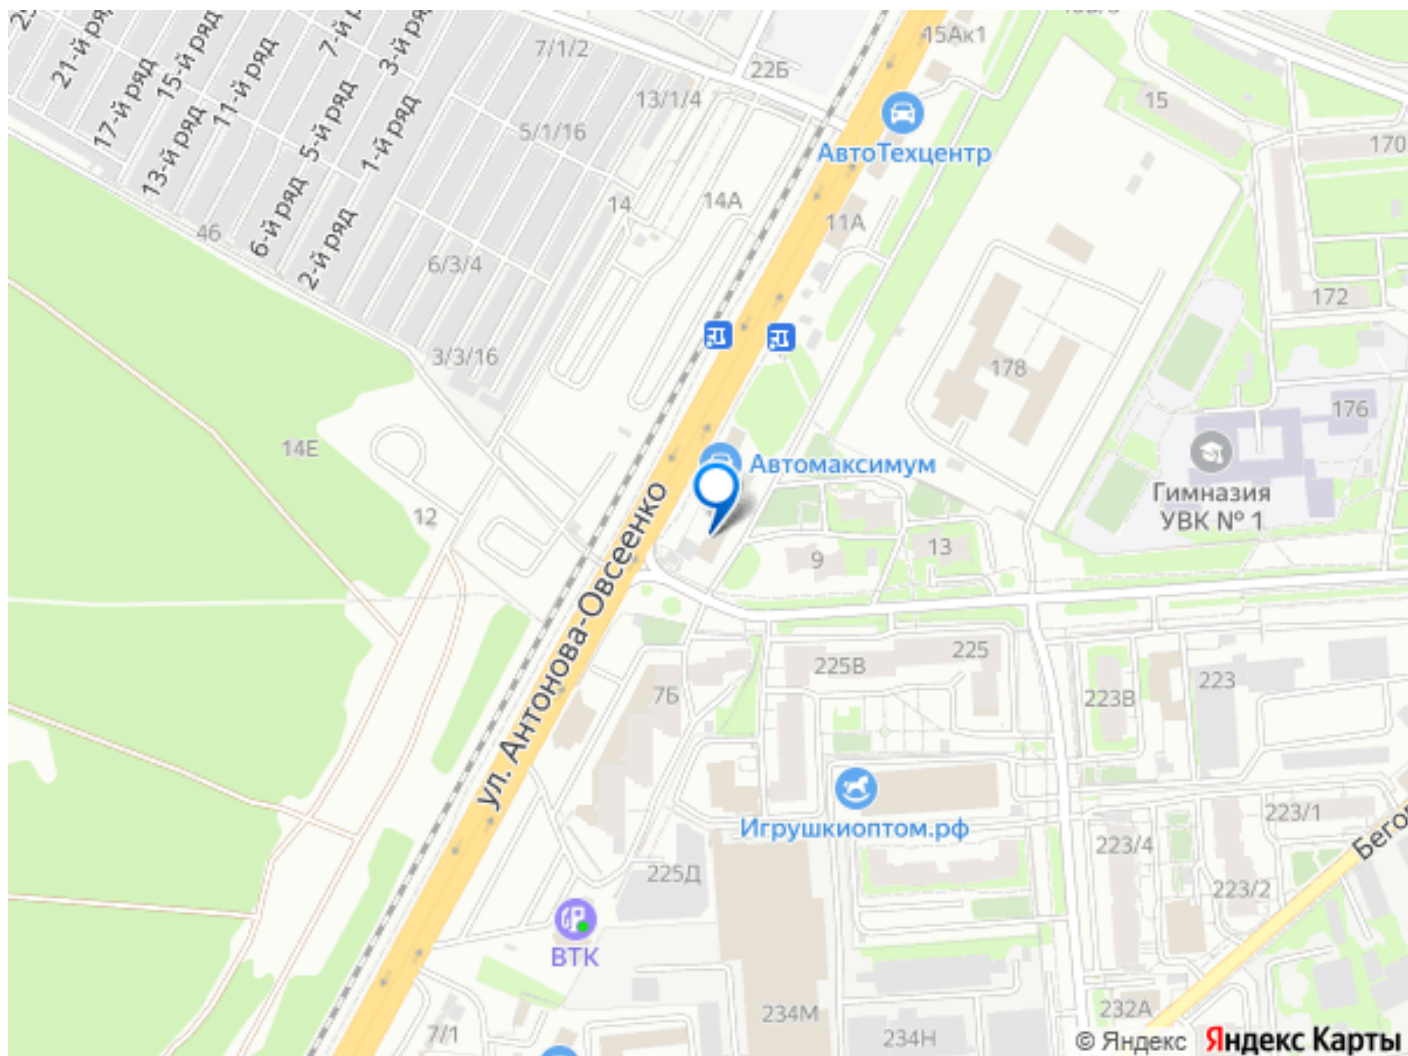 21-й ряд
17-й ряд
15-й ряд
13-й ряд
11-й ряд
3-й ряд
5-й ряд
1-й ряд
6-й ряд
2-й ряд
7/1/2
22Б
15Ак1
13/1/4
5/1/16
15
170
АвтоТехцентр
14
14А
11А
46
6/3/4
172
3/3/16
178
176
14Е
Автомаксимум
Гимназия
УВК № 1
12
ул. Антонова-Овсеенко
9
13
225В
225
7Б
223В
223
Игрушкиоптом.рф
223/1
223/4
225Д
223/2
ВТК
234М
232А
7/1
234Н
© Яндекс Яндекс Карты